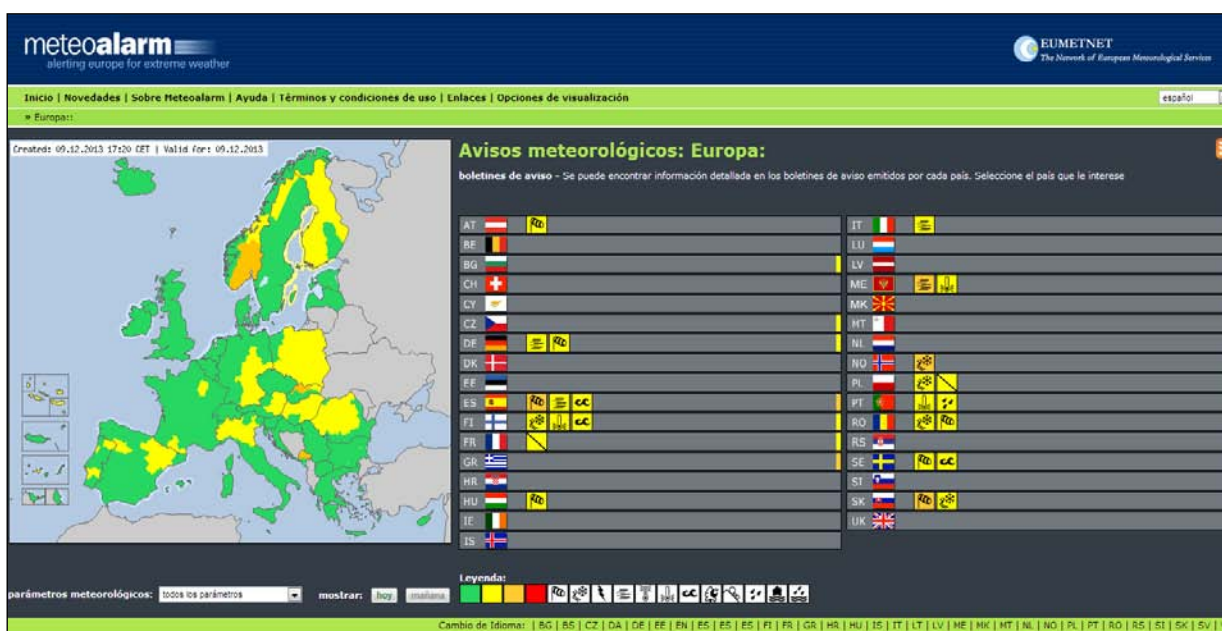 meteoalarm
alerting europe for extreme weather
EUMETNET
The Network of European Meteorological Services
Inicio | Novedades | Sobre Meteoalarm | Ayuda | Términos y condiciones de uso | Enlaces | Opciones de visualización
español
» Europa::
Created: 09.12.2013 17:20 CET | Valid for: 09.12.2013
Avisos meteorológicos: Europa:
boletines de aviso - Se puede encontrar información detallada en los boletines de aviso emitidos por cada país. Seleccione el país que le interese
AT
BE
BG
CH
CY
CZ
DE
DK
EE
ES
FI
FR
GR
HR
HU
IE
IS
IT
LU
LV
ME
MK
MT
NL
NO
PL
PT
RO
RS
SE
SI
SK
UK
Leyenda:
parámetros meteorológicos: todos los parámetros
mostrar: hoy mañana
Cambio de Idioma: | BG | BS | CZ | DA | DE | EE | EN | ES | ES | ES | FI | FR | GR | HR | HU | IS | IT | LT | LV | ME | MK | MT | NL | NO | PL | PT | RO | RS | SI | SK | SV |